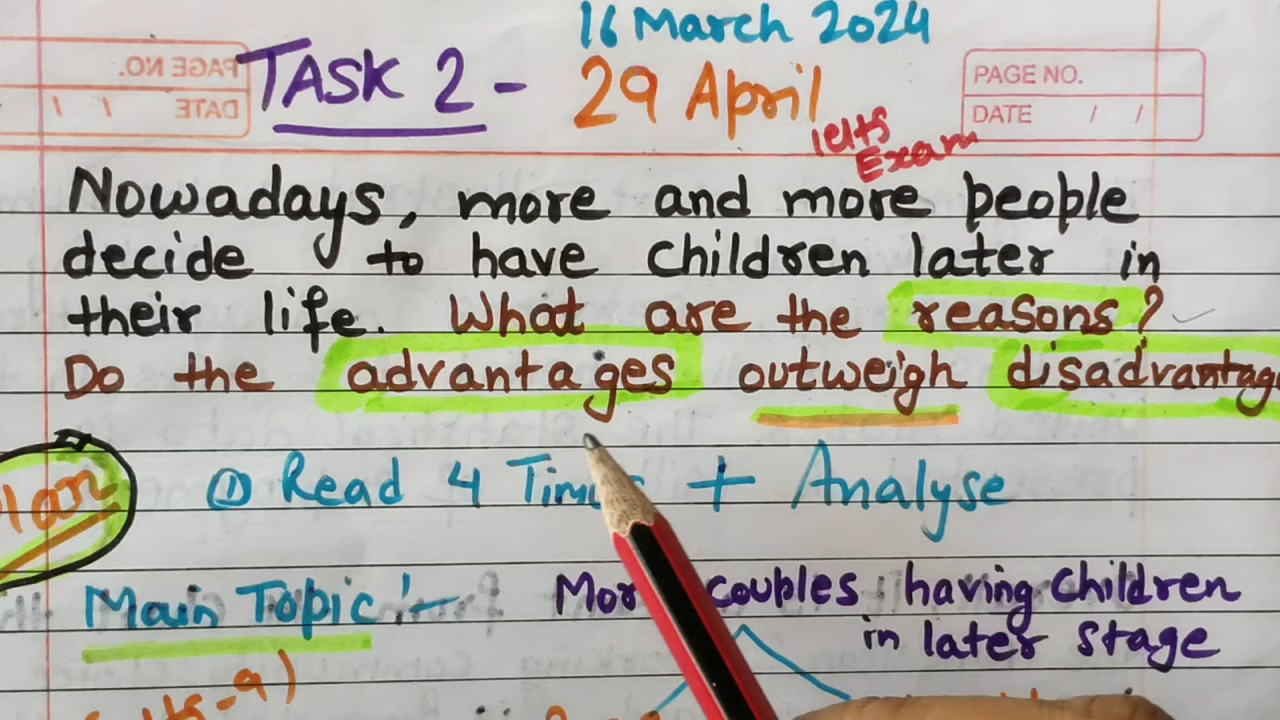 16 March 2024
TASK 2 - 29 April
PAGE NO.
DATE / /
PAGE NO.
DATE / /
Ielts Exam
Nowadays, more and more people
decide to have children later in
their life. What are the reasons?
Do the advantages outweigh disadvantag
① Read 4 Times + Analyse
Main Topic :- More couples having Children
in later stage